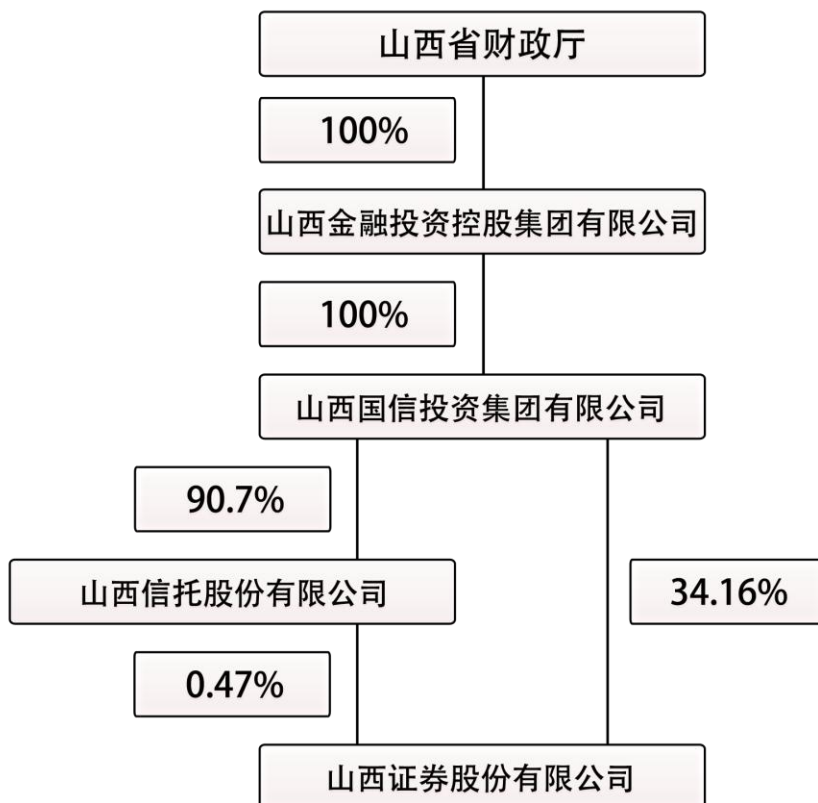 山西省财政厅
100%
山西金融投资控股集团有限公司
100%
山西国信投资集团有限公司
90.7%
山西信托股份有限公司
34.16%
0.47%
山西证券股份有限公司